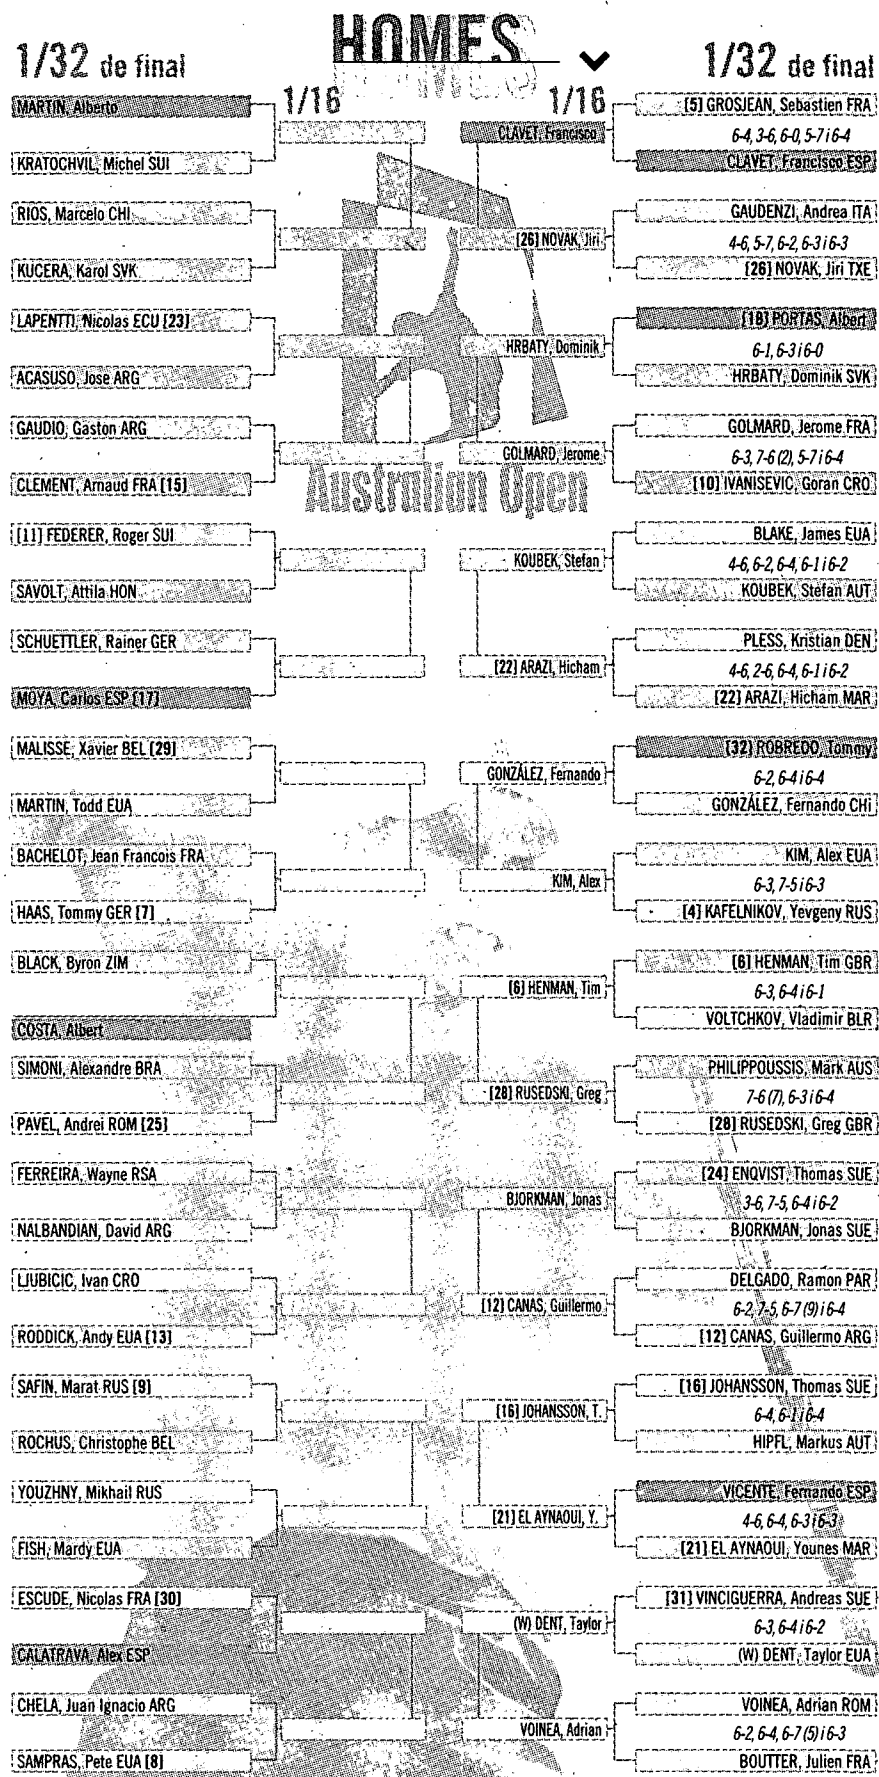 HOMES
1/32 de final
1/16
MARTIN, Alberto
KRATOCHVIL, Michel SUI
RIOS, Marcelo CHI
KUCERA, Karol SVK
LAPENTTI, Nicolas ECU [23]
ACASUSO, Jose ARG
GAUDIO, Gaston ARG
CLEMENT, Arnaud FRA [15]
[11] FEDERER, Roger SUI
SAVOLT, Attila HON
SCHUETTLER, Rainer GER
MOYA, Carlos ESP [17]
MALISSE, Xavier BEL [29]
MARTIN, Todd EUA
BACHELOT, Jean Francois FRA
HAAS, Tommy GER [7]
BLACK, Byron ZIM
COSTA, Albert
SIMONI, Alexandre BRA
PAVEL, Andrei ROM [25]
FERREIRA, Wayne RSA
NALBANDIAN, David ARG
LJUBICIC, Ivan CRO
RODDICK, Andy EUA [13]
SAFIN, Marat RUS [9]
ROCHUS, Christophe BEL
YOUZHNY, Mikhail RUS
FISH, Mardy EUA
ESCUDE, Nicolas FRA [30]
CALATRAVA, Alex ESP
CHELA, Juan Ignacio ARG
SAMPRAS, Pete EUA [8]
Australian Open
1/16
CLAVET, Francisco
[26] NOVAK, Jiri
HRBATY, Dominik
GOLMARD, Jerome
KOUBEK, Stefan
[22] ARAZI, Hicham
GONZÁLEZ, Fernando
KIM, Alex
[6] HENMAN, Tim
[28] RUSEDSKI, Greg
BJORKMAN, Jonas
[12] CANAS, Guillermo
[16] JOHANSSON, T.
[21] EL AYNAOUI, Y.
(W) DENT, Taylor
VOINEA, Adrian
1/32 de final
[5] GROSJEAN, Sebastien FRA
6-4, 3-6, 6-0, 5-7 i 6-4
CLAVET, Francisco ESP
GAUDENZI, Andrea ITA
4-6, 5-7, 6-2, 6-3 i 6-3
[26] NOVAK, Jiri TXE
[18] PORTAS, Albert
6-1, 6-3 i 6-0
HRBATY, Dominik SVK
GOLMARD, Jerome FRA
6-3, 7-6 (2), 5-7 i 6-4
[10] IVANISEVIC, Goran CRO
BLAKE, James EUA
4-6, 6-2, 6-4, 6-1 i 6-2
KOUBEK, Stefan AUT
PLESS, Kristian DEN
4-6, 2-6, 6-4, 6-1 i 6-2
[22] ARAZI, Hicham MAR
[32] ROBREDO, Tommy
6-2, 6-4 i 6-4
GONZÁLEZ, Fernando CHi
KIM, Alex EUA
6-3, 7-5 i 6-3
[4] KAFELNIKOV, Yevgeny RUS
[6] HENMAN, Tim GBR
6-3, 6-4 i 6-1
VOLTCHKOV, Vladimir BLR
PHILIPPOUSSIS, Mark AUS
7-6 (7), 6-3 i 6-4
[28] RUSEDSKI, Greg GBR
[24] ENQVIST, Thomas SUE
3-6, 7-5, 6-4 i 6-2
BJORKMAN, Jonas SUE
DELGADO, Ramon PAR
6-2, 7-5, 6-7 (9) i 6-4
[12] CANAS, Guillermo ARG
[16] JOHANSSON, Thomas SUE
6-4, 6-1 i 6-4
HIPFL, Markus AUT
VICENTE, Fernando ESP
4-6, 6-4, 6-3 i 6-3
[21] EL AYNAOUI, Younes MAR
[31] VINCIGUERRA, Andreas SUE
6-3, 6-4 i 6-2
(W) DENT, Taylor EUA
VOINEA, Adrian ROM
6-2, 6-4, 6-7 (5) i 6-3
BOUTTER, Julien FRA